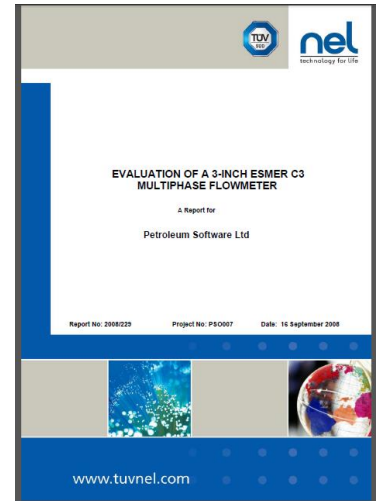 TÜV
SÜD
nel
technology for life
EVALUATION OF A 3-INCH ESMER C3
MULTIPHASE FLOWMETER
A Report for
Petroleum Software Ltd
Report No: 2008/229 Project No: PSO007 Date: 16 September 2008
www.tuvnel.com